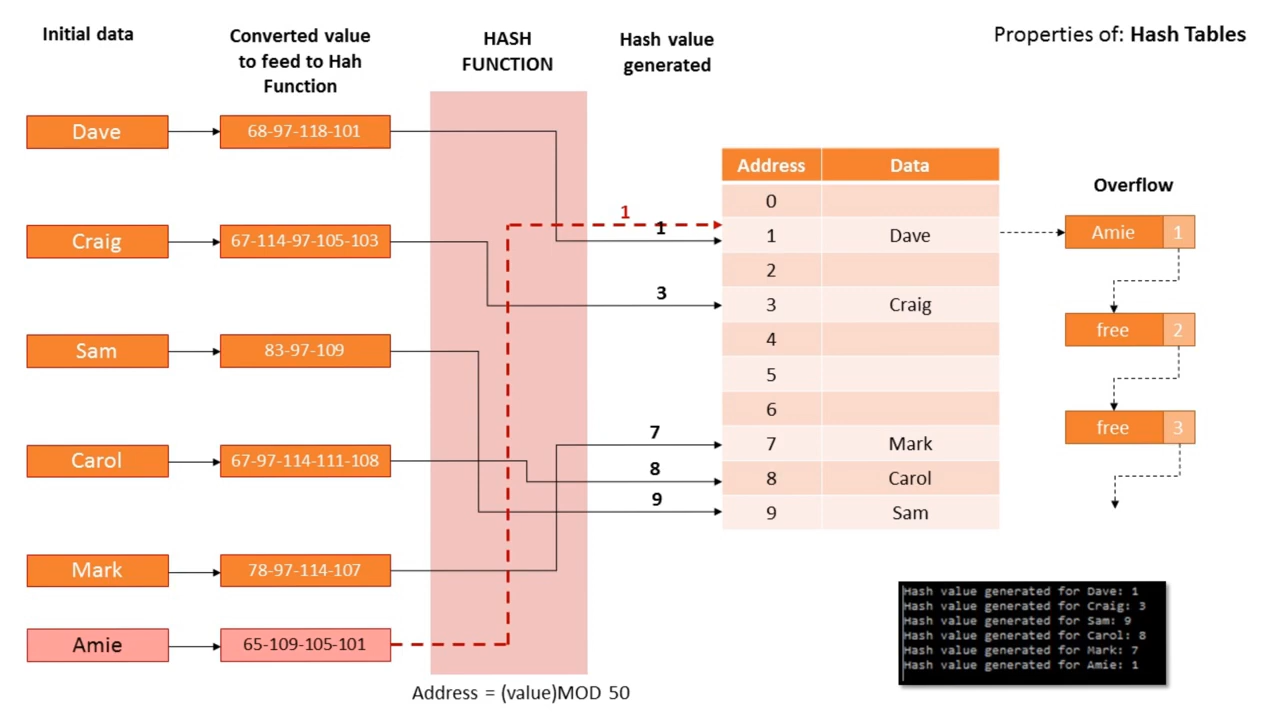 Initial data
Converted value
to feed to Hah
Function
HASH
FUNCTION
Hash value
generated
Properties of: Hash Tables
Dave
68-97-118-101
Craig
67-114-97-105-103
Sam
83-97-109
Carol
67-97-114-111-108
Mark
78-97-114-107
Amie
65-109-105-101
Address = (value)MOD 50
1
1
3
7
8
9
Address Data
0
1 Dave
2
3 Craig
4
5
6
7 Mark
8 Carol
9 Sam
Overflow
Amie 1
free 2
free 3
Hash value generated for Dave: 1
Hash value generated for Craig: 3
Hash value generated for Sam: 9
Hash value generated for Carol: 8
Hash value generated for Mark: 7
Hash value generated for Amie: 1